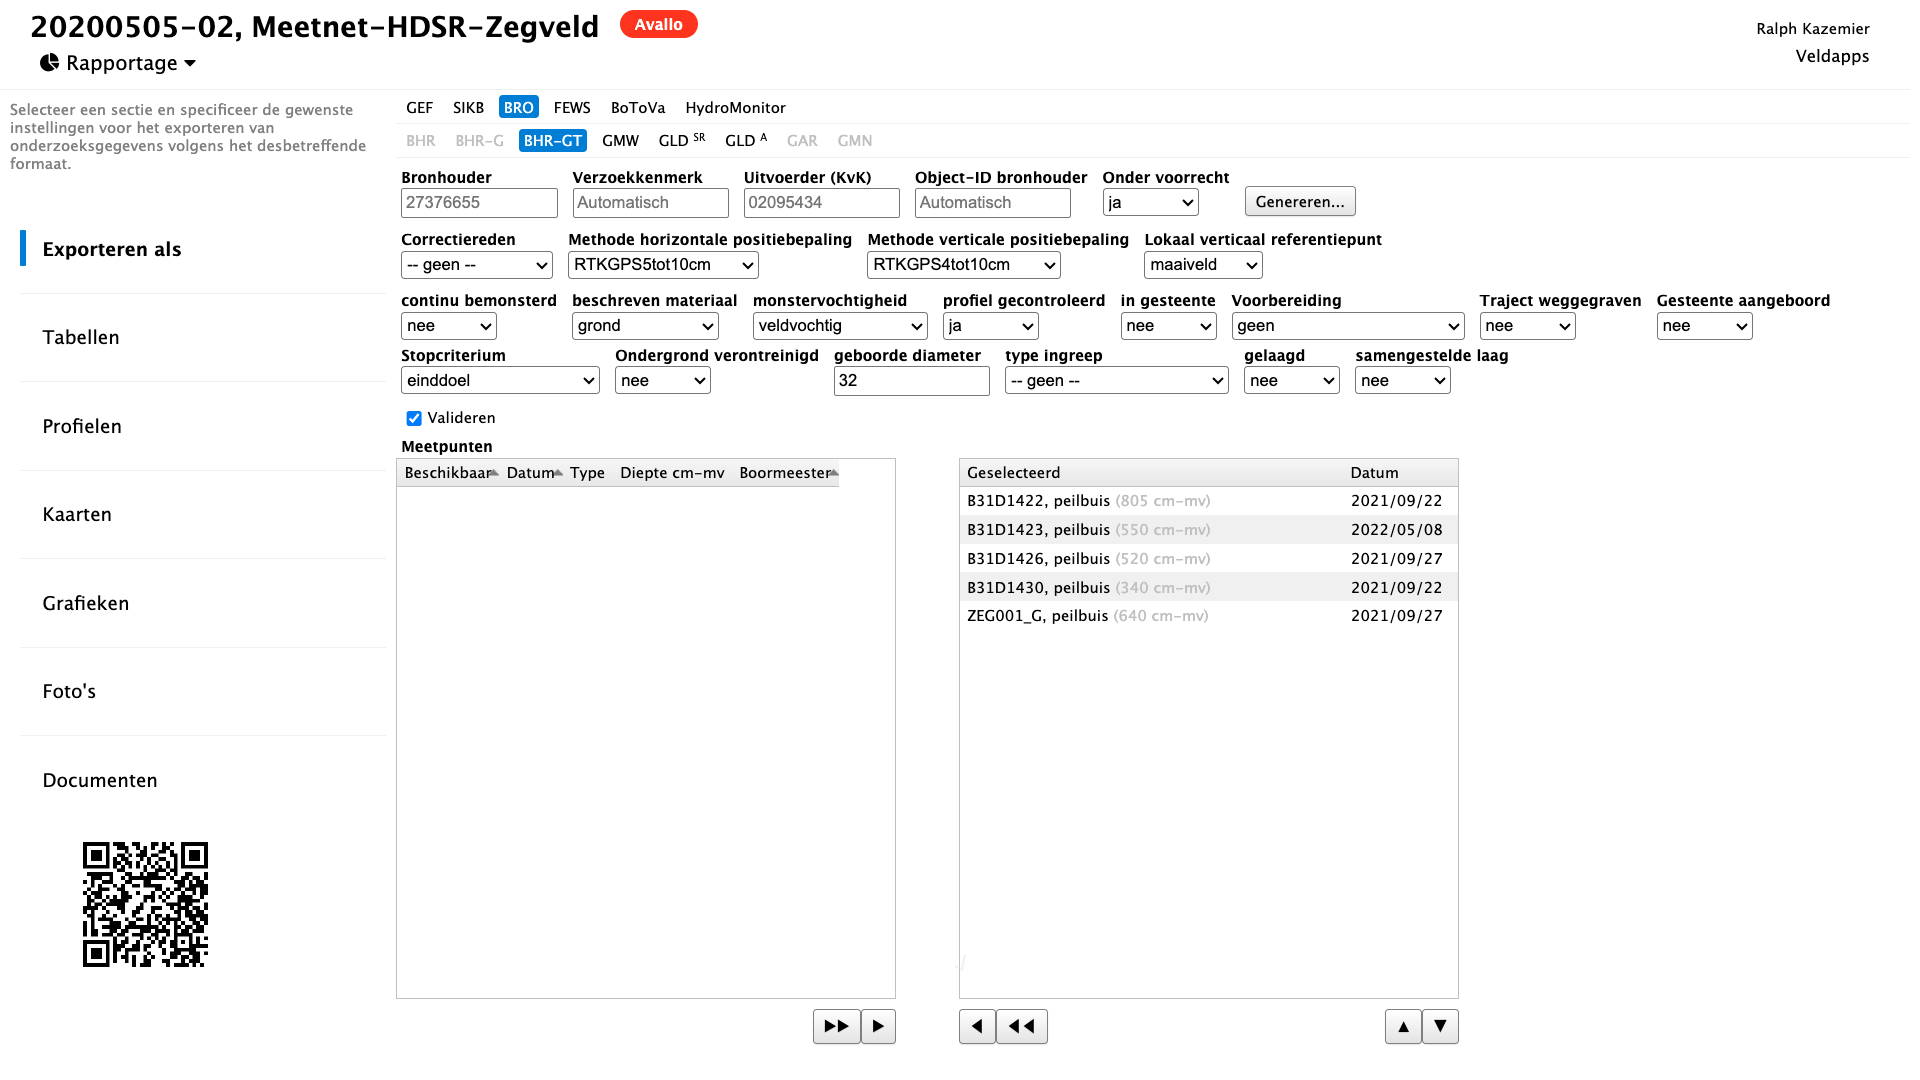 20200505-02, Meetnet-HDSR-Zegveld Avallo
Ralph Kazemier
Rapportage
Veldapps
Selecteer een sectie en specificeer de gewenste
instellingen voor het exporteren van
onderzoeksgegevens volgens het desbetreffende
formaat.
Exporteren als
Tabellen
Profielen
Kaarten
Grafieken
Foto's
Documenten
GEF SIKB BRO FEWS BoToVa HydroMonitor
BHR BHR-G BHR-GT GMW GLD SR GLD A GAR GMN
Bronhouder Verzoekkenmerk Uitvoerder (KvK) Object-ID bronhouder Onder voorrecht
27376655 Automatisch 02095434 Automatisch ja Genereren...
Correctiereden Methode horizontale positiebepaling Methode verticale positiebepaling Lokaal verticaal referentiepunt
-- geen -- RTKGPS5tot10cm RTKGPS4tot10cm maaiveld
continu bemonsterd beschreven materiaal monstervochtigheid profiel gecontroleerd in gesteente Voorbereiding Traject weggegraven Gesteente aangeboord
nee grond veldvochtig ja nee geen nee nee
Stopcriterium Ondergrond verontreinigd geboorde diameter type ingreep gelaagd samengestelde laag
einddoel nee 32 -- geen -- nee nee
Valideren
Meetpunten
Beschikbaar Datum Type Diepte cm-mv Boormeester
Geselecteerd Datum
B31D1422, peilbuis (805 cm-mv) 2021/09/22
B31D1423, peilbuis (550 cm-mv) 2022/05/08
B31D1426, peilbuis (520 cm-mv) 2021/09/27
B31D1430, peilbuis (340 cm-mv) 2021/09/22
ZEG001_G, peilbuis (640 cm-mv) 2021/09/27